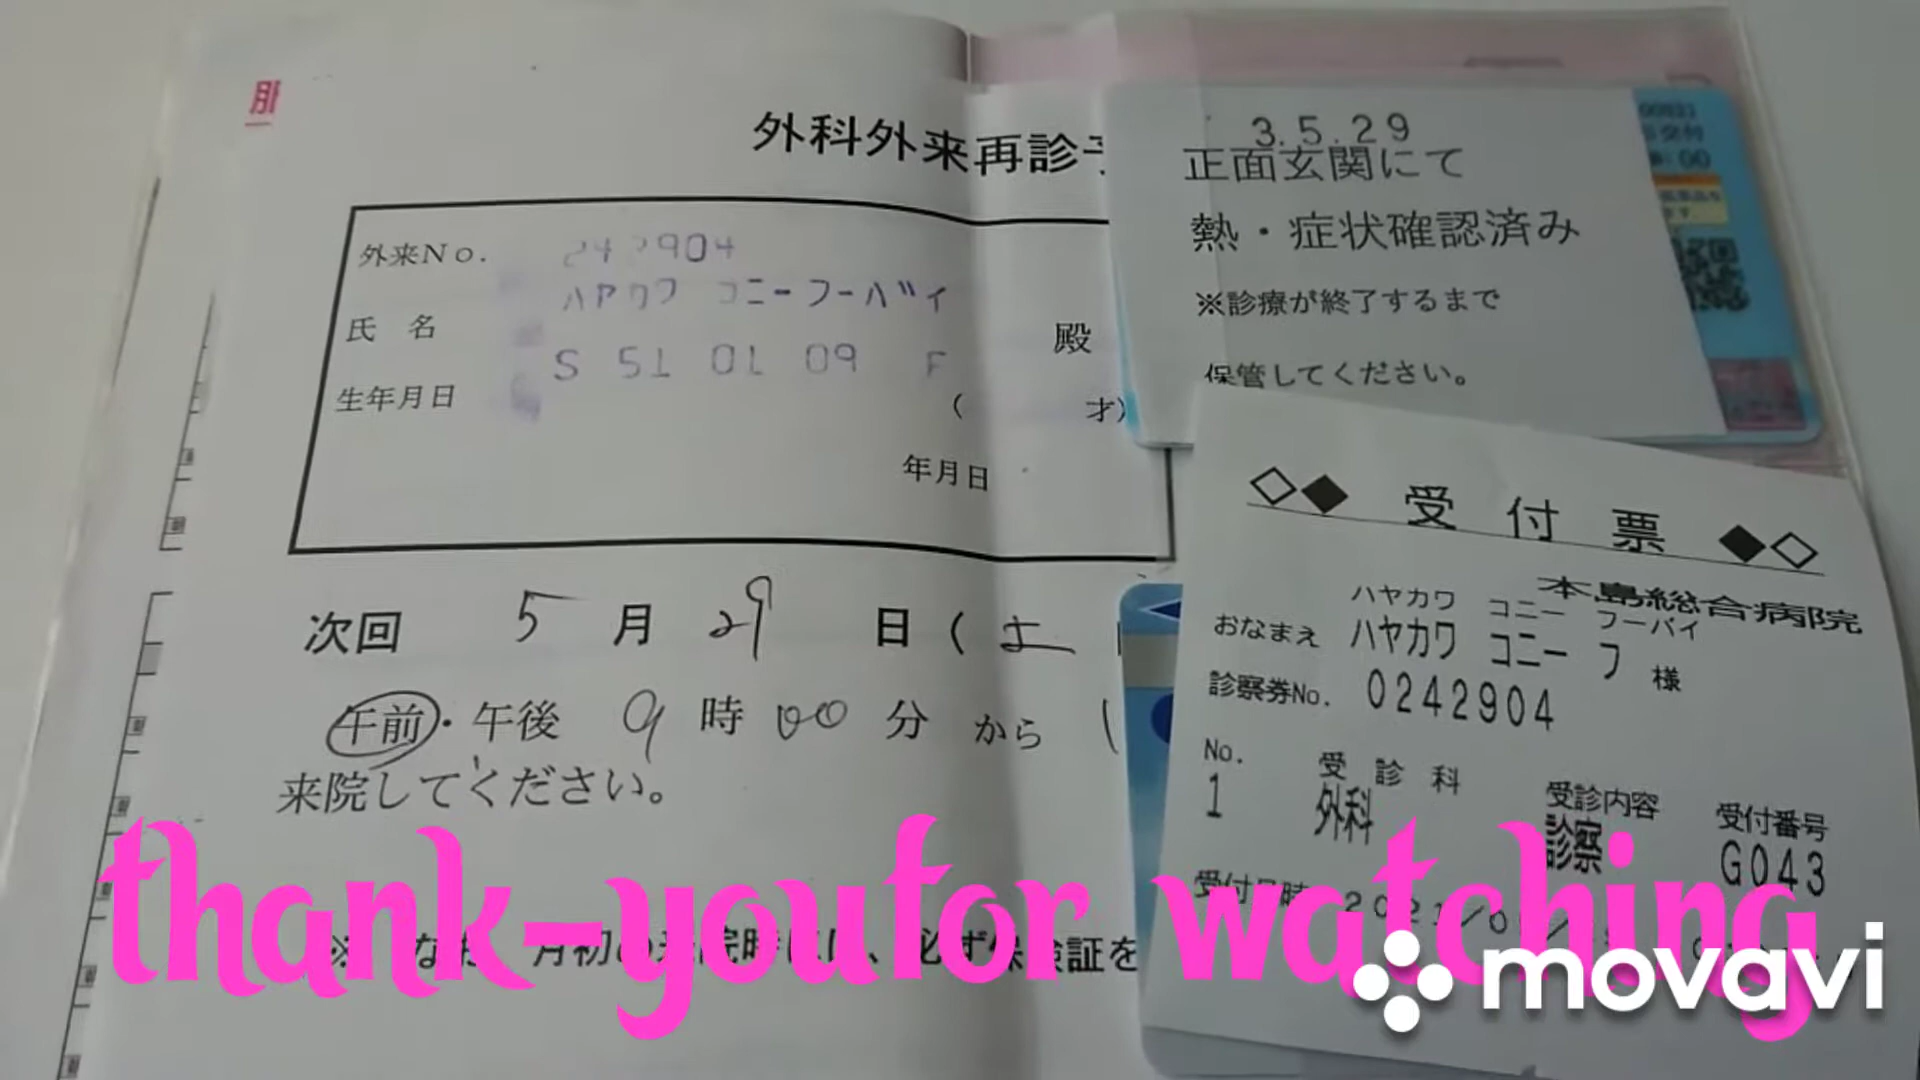 外科外来再診
外来No. 242904
ハヤカワ コニーフーバイ
氏名 殿
S 51 01 09 F
生年月日 ( 才)
年月日
次回 5月29日(土
午前・午後 9時00分から
来院してください。
3.5.29
正面玄関にて
熱・症状確認済み
※診療が終了するまで
保管してください。
◇◆ 受付票 ◆◇
本島総合病院
ハヤカワ コニー フーバイ
おなまえ ハヤカワ コニー フ 様
診察券No. 0242904
No. 受診科 受診内容 受付番号
1 外科 診察 G043
thank-you for watching
movavi